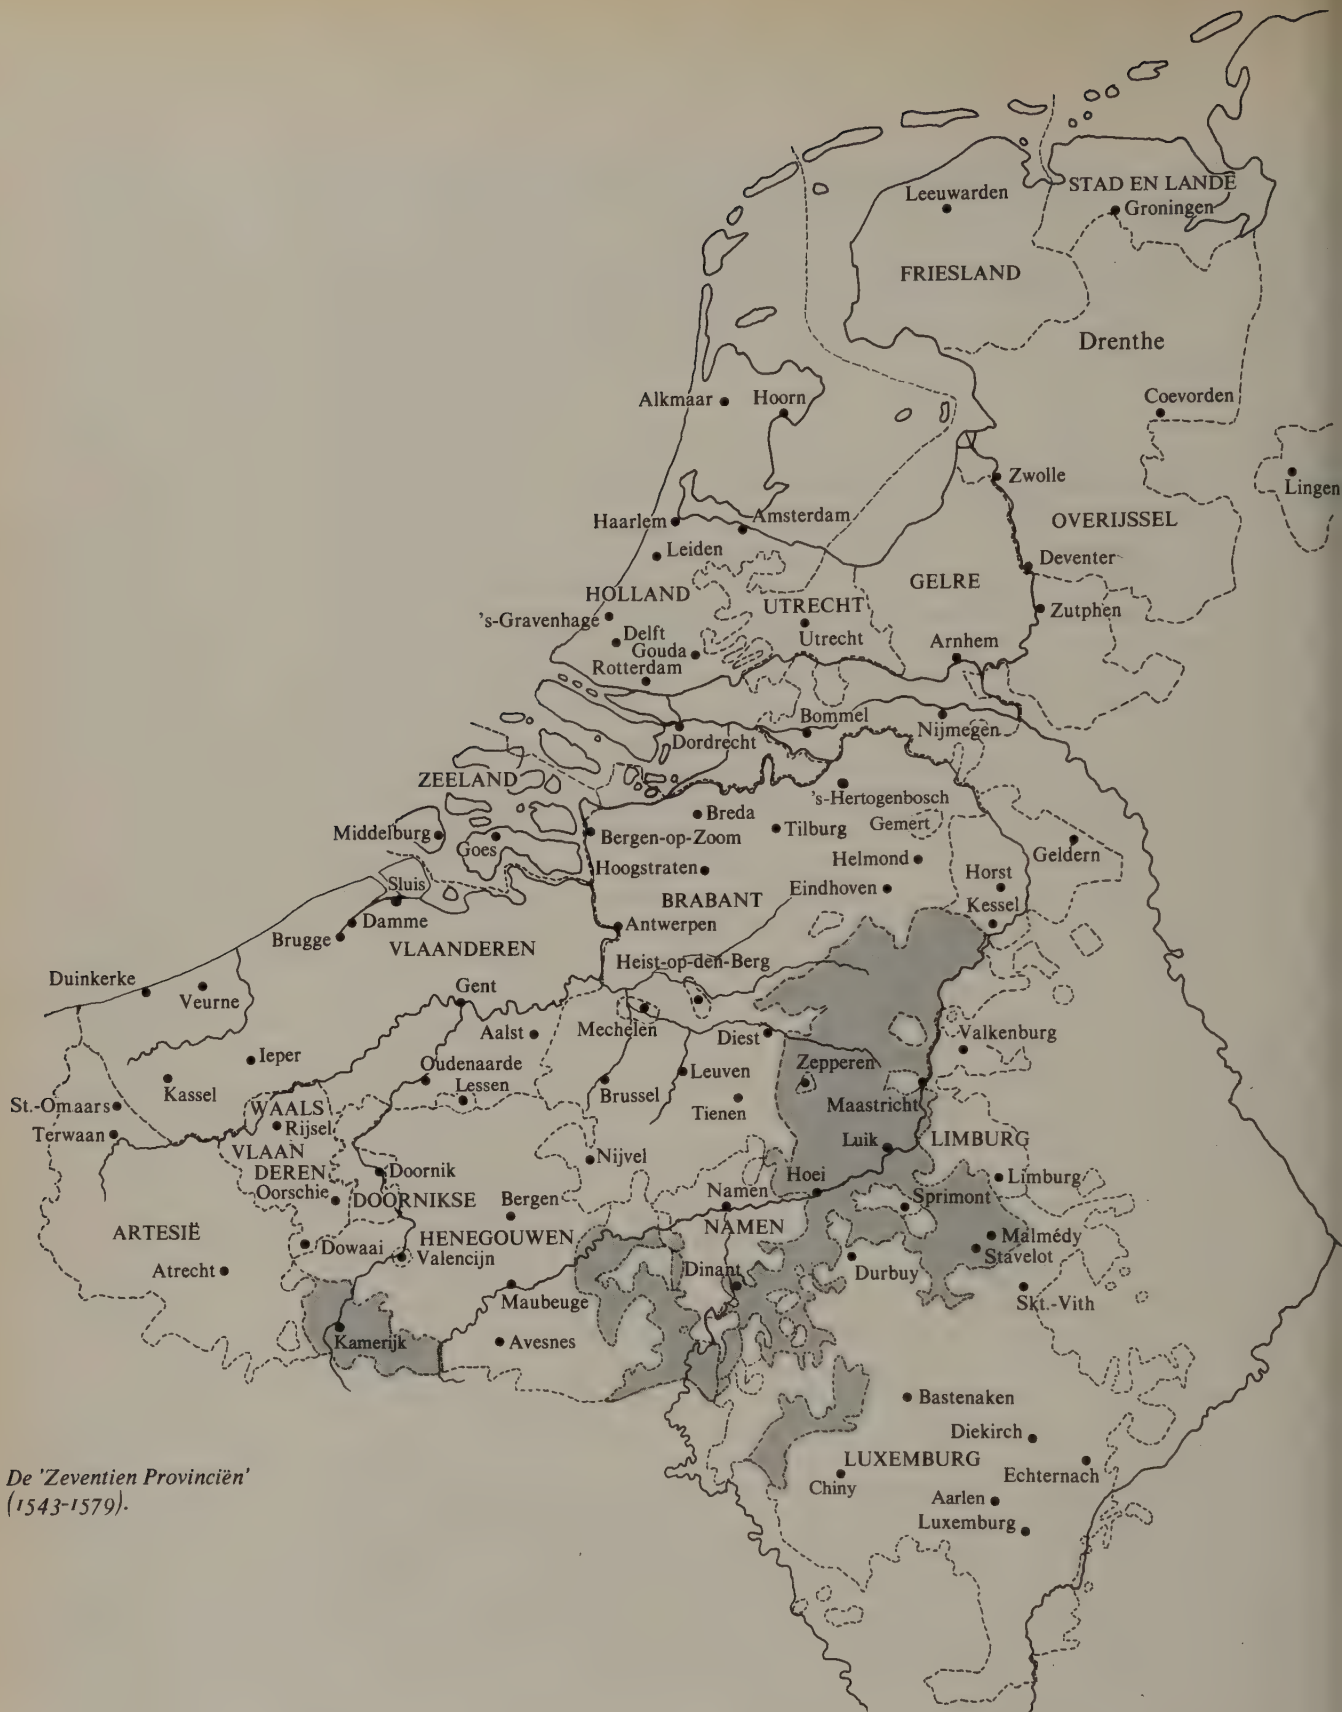 STAD EN LANDE
Leeuwarden
Groningen
FRIESLAND
Drenthe
Alkmaar
Hoorn
Coevorden
Zwolle
Lingen
Haarlem
Amsterdam
OVERIJSSEL
Leiden
Deventer
HOLLAND
UTRECHT
GELRE
's-Gravenhage
Zutphen
Delft
Utrecht
Gouda
Arnhem
Rotterdam
Bommel
Nijmegen
Dordrecht
ZEELAND
's-Hertogenbosch
Breda
Middelburg
Bergen-op-Zoom
Tilburg
Gemert
Goes
Helmond
Geldern
Hoogstraten
Horst
Sluis
Eindhoven
BRABANT
Kessel
Damme
Antwerpen
Brugge
VLAANDEREN
Heist-op-den-Berg
Duinkerke
Veurne
Gent
Aalst
Mechelen
Diest
Valkenburg
Ieper
Oudenaarde
Zepperen
Kassel
Lessen
Leuven
Brussel
St.-Omaars
WAALS
Tienen
Maastricht
Terwaan
Rijsel
Luik
LIMBURG
VLAAN
DEREN
Nijvel
Doornik
Hoei
Limburg
Oorschie
DOORNIKSE
Bergen
Namen
Sprimont
ARTESIË
HENEGOUWEN
NAMEN
Malmédy
Dowaai
Valencijn
Stavelot
Atrecht
Dinant
Durbuy
Maubeuge
Skt.-Vith
Kamerijk
Avesnes
Bastenaken
Diekirch
LUXEMBURG
Echternach
Chiny
Aarlen
Luxemburg
De 'Zeventien Provinciën'
(1543-1579).